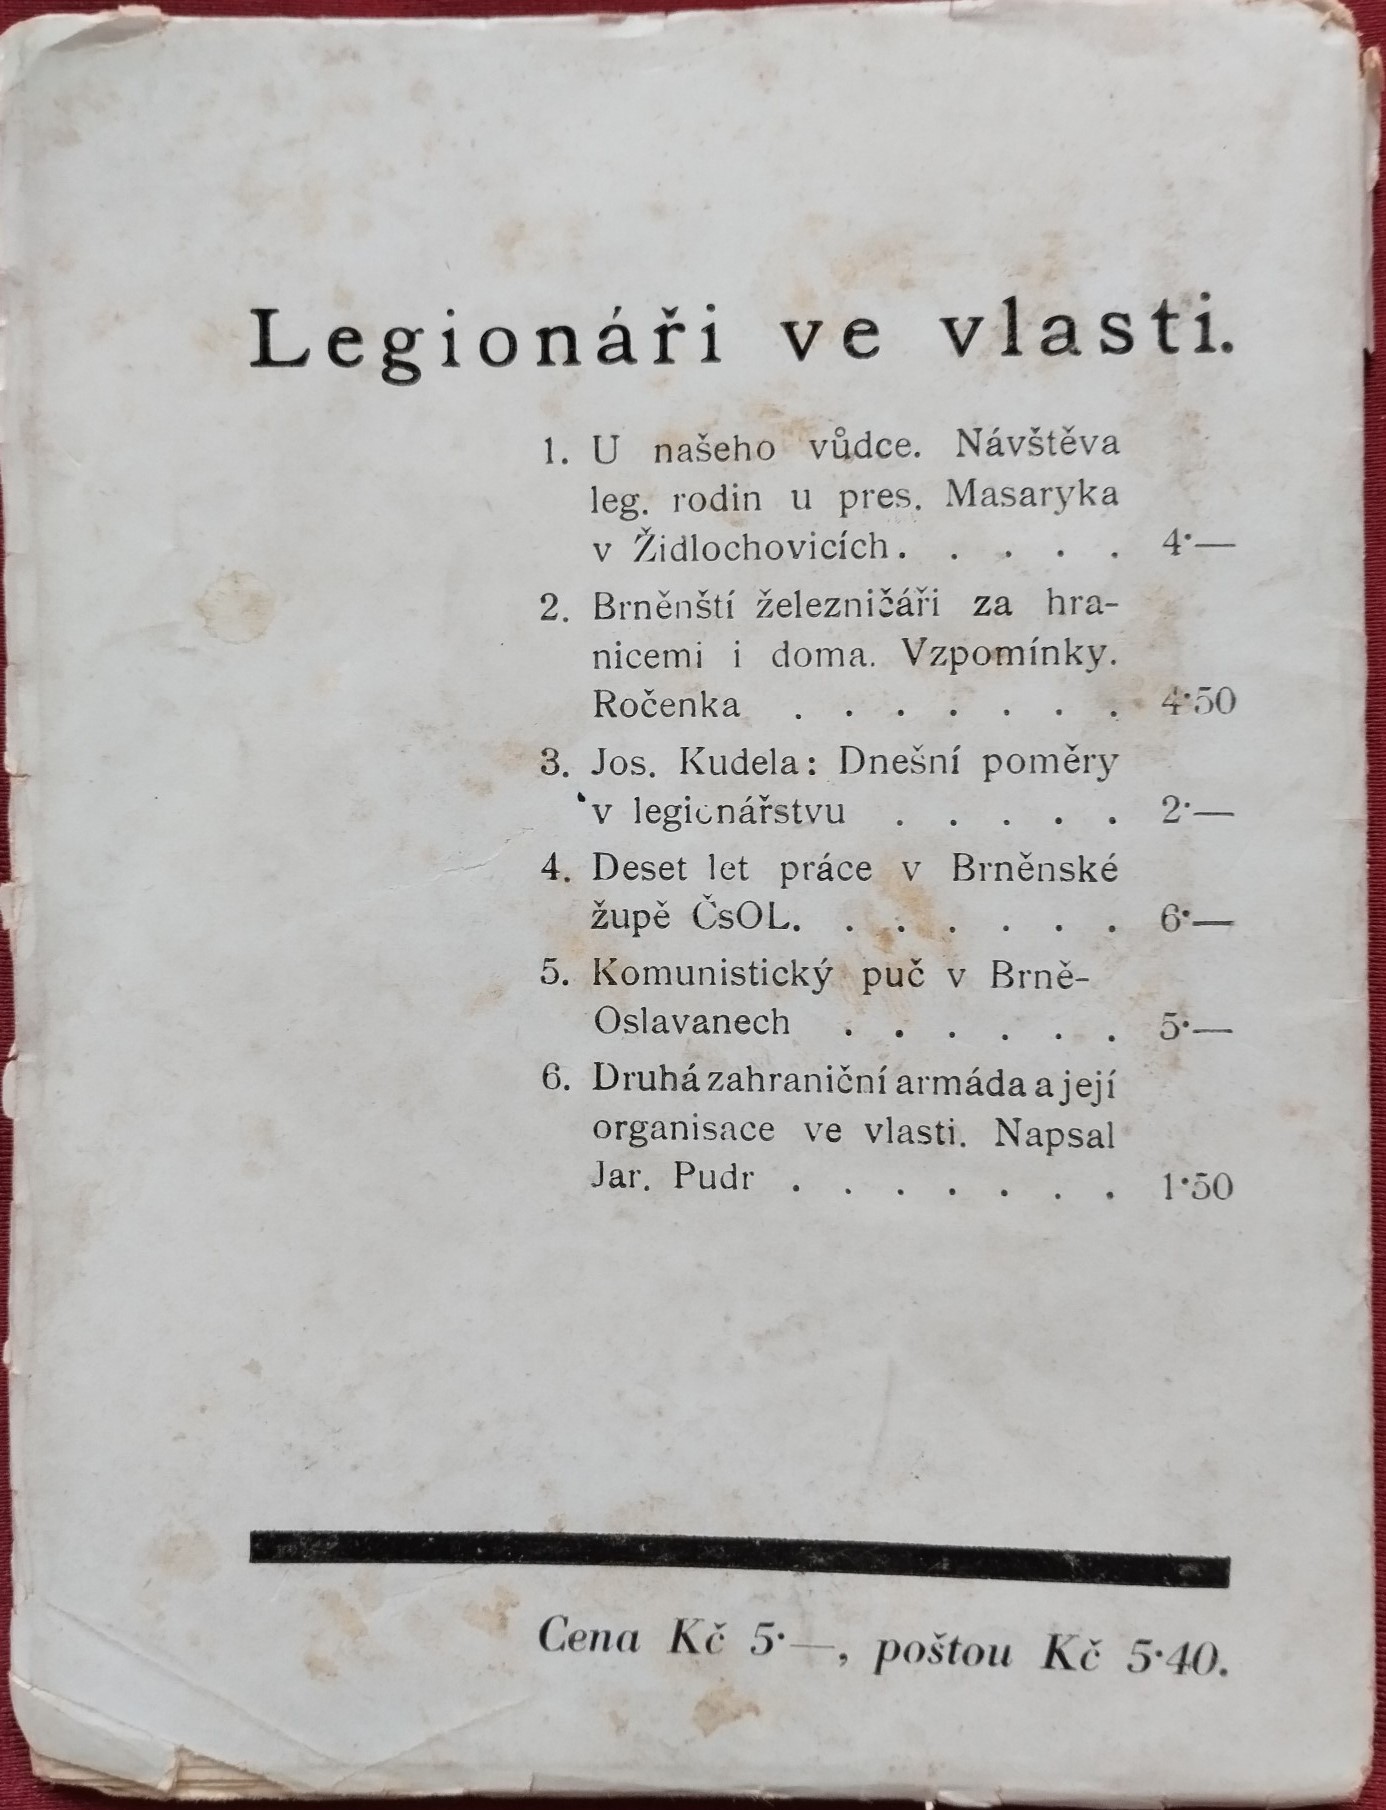 Legionáři ve vlasti.
1. U našeho vůdce. Návštěva
leg. rodin u pres. Masaryka
v Židlochovicích. . . . . 4·—
2. Brněnští železničáři za hra-
nicemi i doma. Vzpomínky.
Ročenka . . . . . . . 4·50
3. Jos. Kudela: Dnešní poměry
v legionářstvu . . . . . 2·—
4. Deset let práce v Brněnské
župě ČsOL. . . . . . . 6·—
5. Komunistický puč v Brně-
Oslavanech . . . . . . 5·—
6. Druhá zahraniční armáda a její
organisace ve vlasti. Napsal
Jar. Pudr . . . . . . . 1·50
Cena Kč 5·—, poštou Kč 5·40.